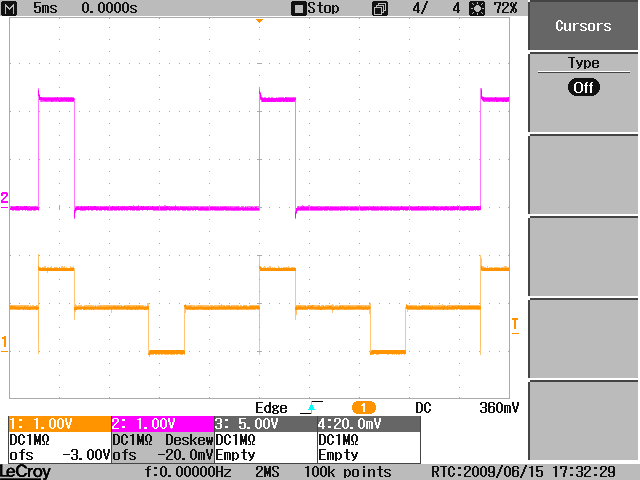 M 5ms 0.0000s Stop 4/ 4 72%
Cursors
Type
Off
2
1
T
Edge 1 DC 360mV
1: 1.00V 2: 1.00V 3: 5.00V 4:20.0mV
DC1MΩ DC1MΩ Deskew DC1MΩ DC1MΩ
ofs -3.00V ofs -20.0mV Empty Empty
LeCroy f:0.00000Hz 2MS 100k points RTC:2009/06/15 17:32:29